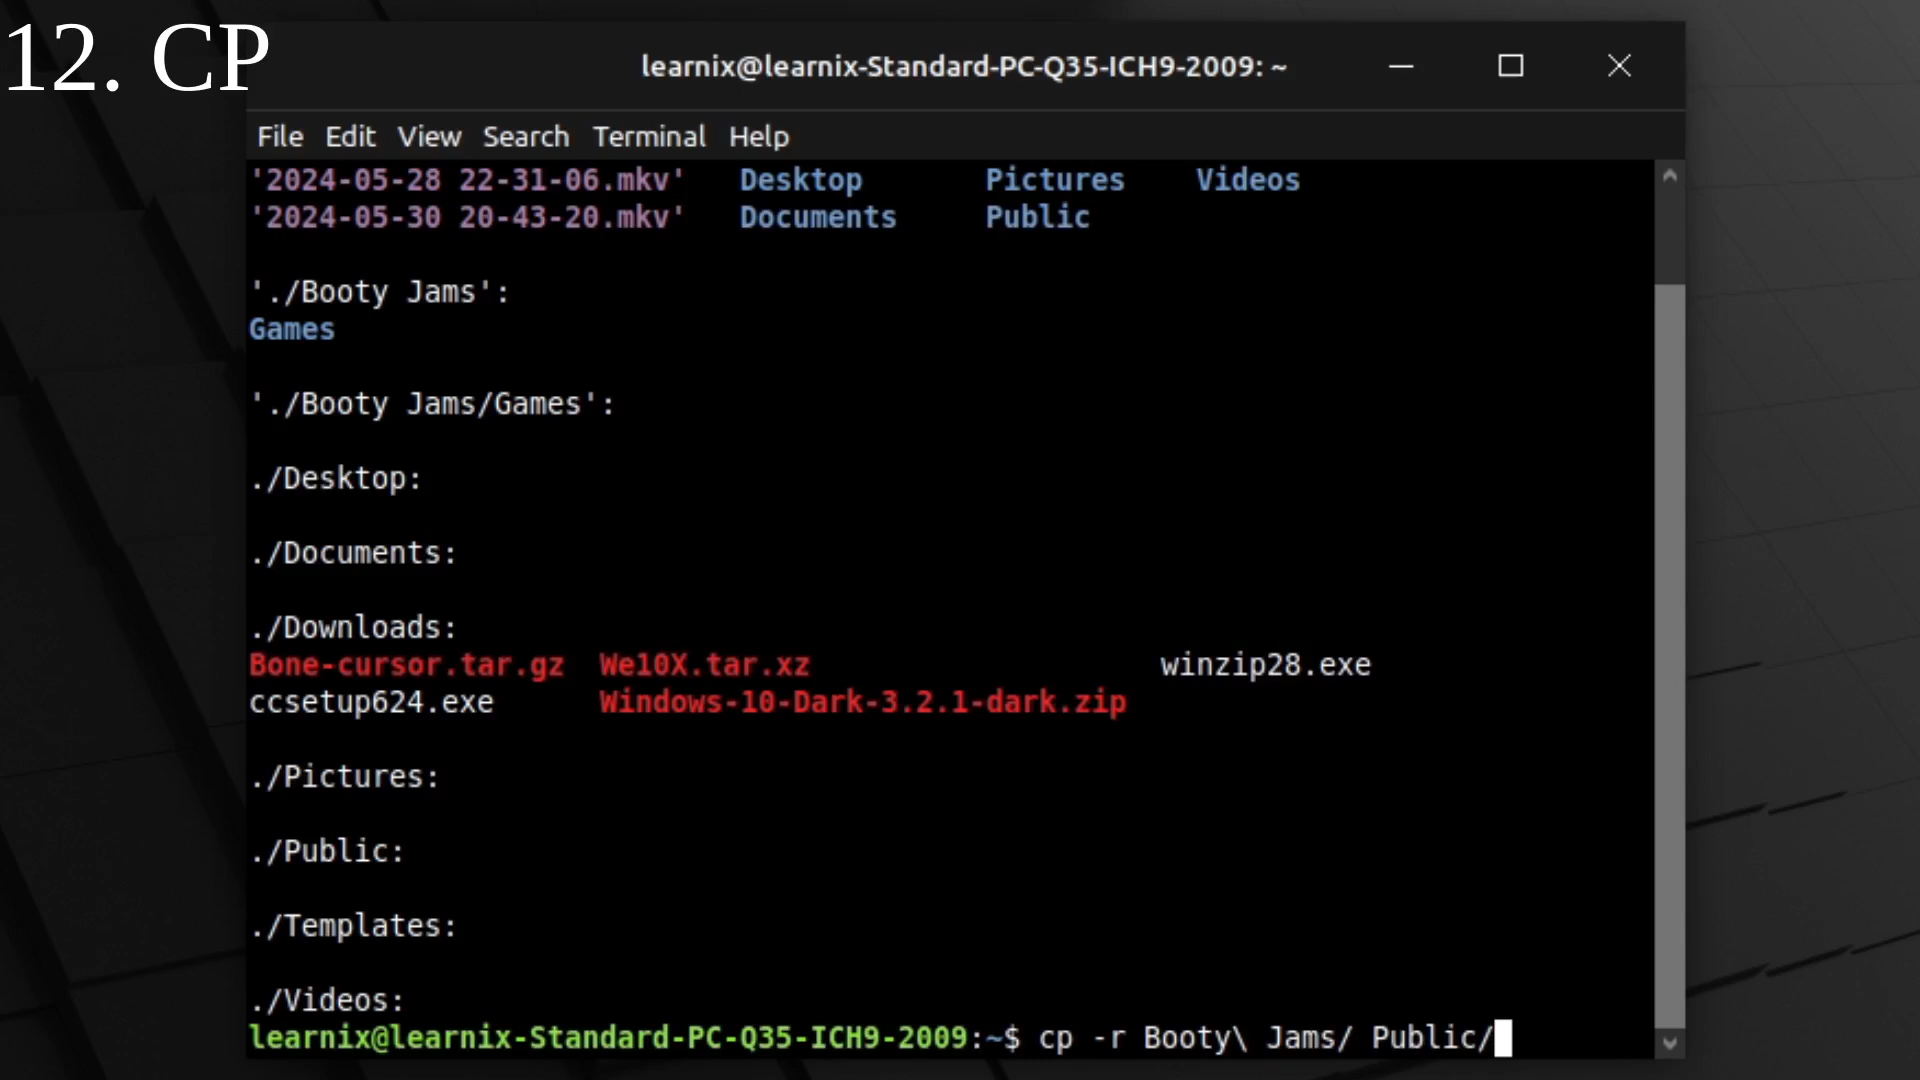 12. CP
learnix@learnix-Standard-PC-Q35-ICH9-2009: ~
File Edit View Search Terminal Help
'2024-05-28 22-31-06.mkv' Desktop Pictures Videos
'2024-05-30 20-43-20.mkv' Documents Public
'./Booty Jams':
Games
'./Booty Jams/Games':
./Desktop:
./Documents:
./Downloads:
Bone-cursor.tar.gz We10X.tar.xz winzip28.exe
ccsetup624.exe Windows-10-Dark-3.2.1-dark.zip
./Pictures:
./Public:
./Templates:
./Videos:
learnix@learnix-Standard-PC-Q35-ICH9-2009:~$ cp -r Booty\ Jams/ Public/